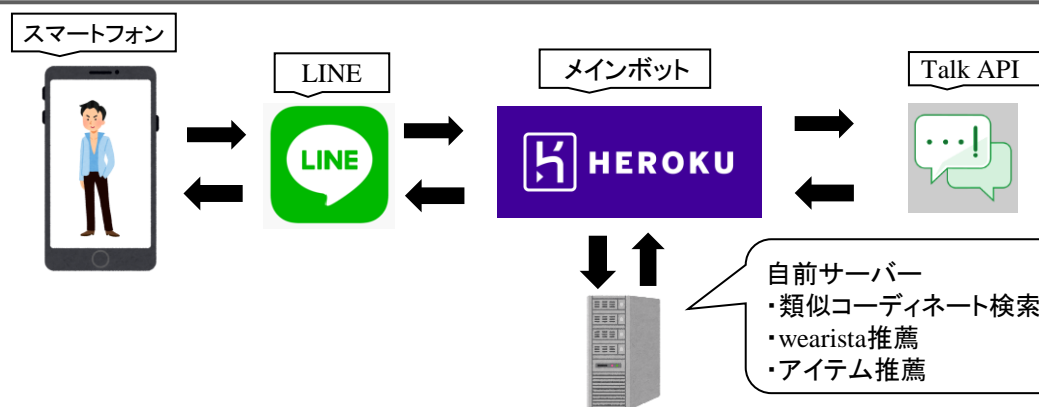 スマートフォン
LINE
メインボット
Talk API
LINE
HEROKU
...!
自前サーバー
・類似コーディネート検索
・wearista推薦
・アイテム推薦